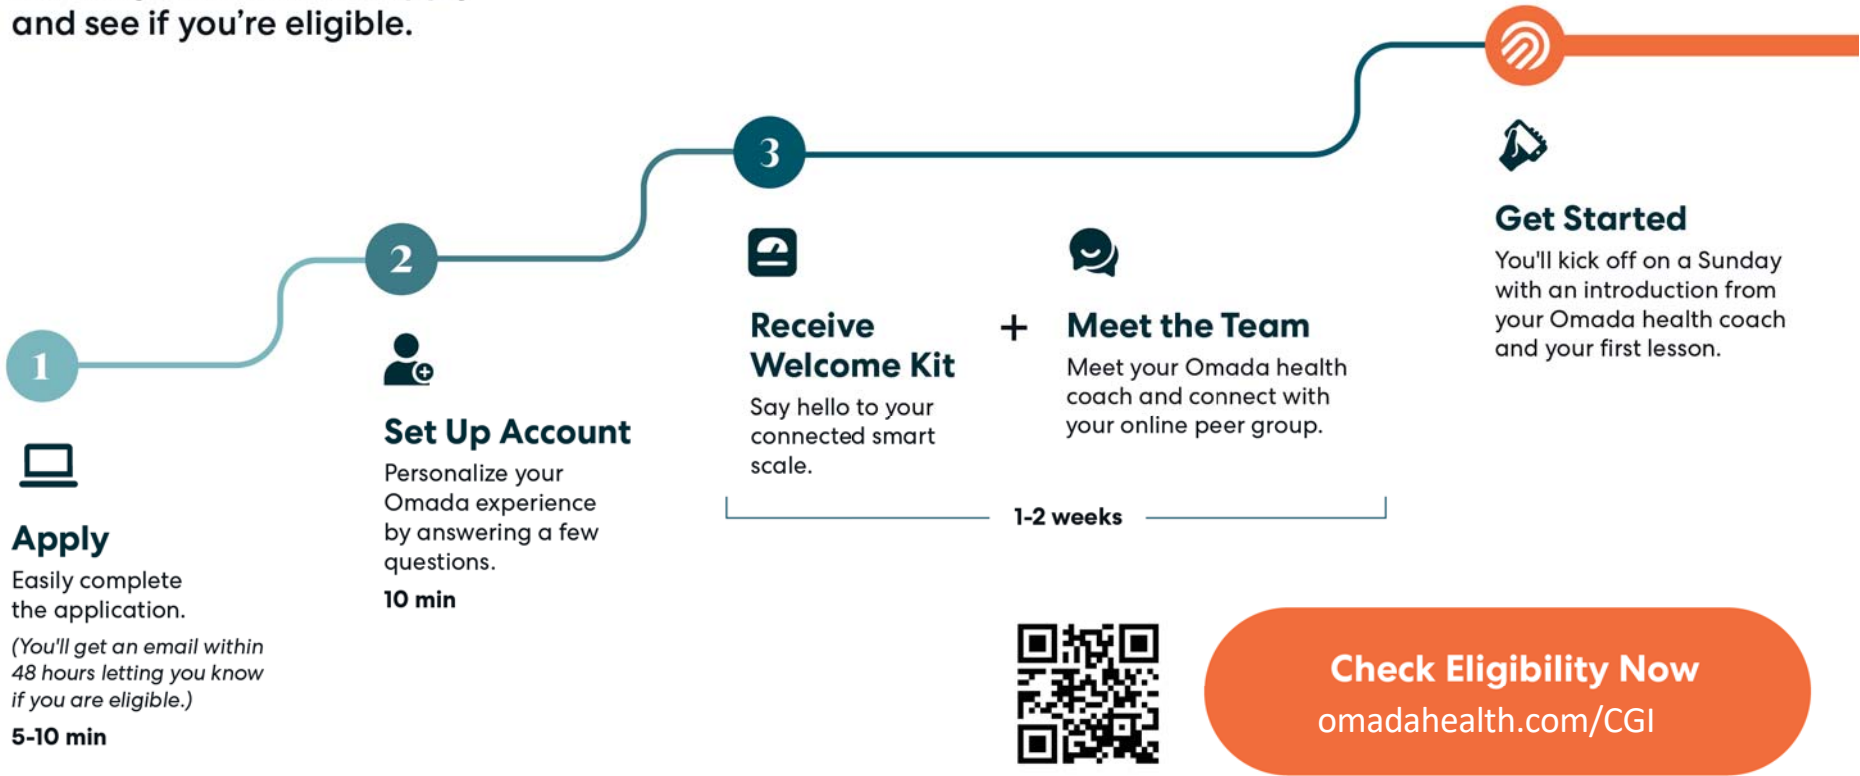 and see if you're eligible.
1
Apply
Easily complete
the application.
(You'll get an email within
48 hours letting you know
if you are eligible.)
5-10 min
2
Set Up Account
Personalize your
Omada experience
by answering a few
questions.
10 min
3
Receive
Welcome Kit
Say hello to your
connected smart
scale.
+
Meet the Team
Meet your Omada health
coach and connect with
your online peer group.
1-2 weeks
Get Started
You'll kick off on a Sunday
with an introduction from
your Omada health coach
and your first lesson.
Check Eligibility Now
omadahealth.com/CGI